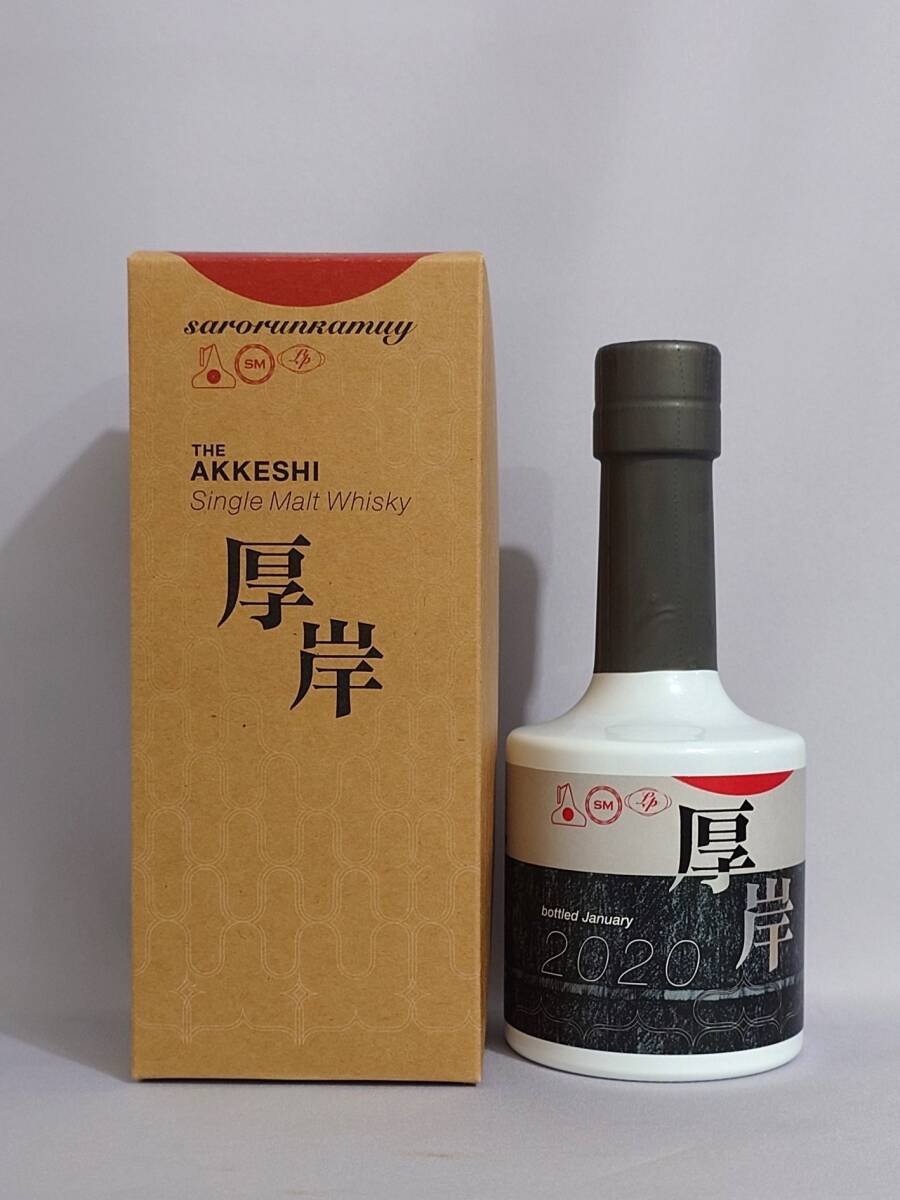 sarorunkamuy
SM
THE
AKKESHI
Single Malt Whisky
厚
岸
SM
厚
岸
bottled January
2020